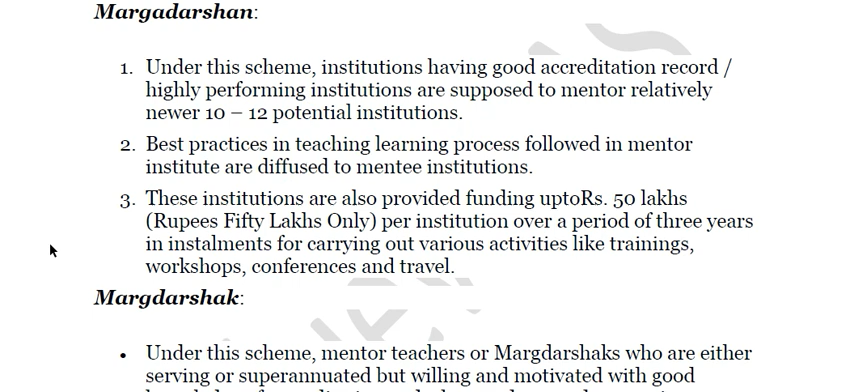 Margadarshan:
1. Under this scheme, institutions having good accreditation record /
highly performing institutions are supposed to mentor relatively
newer 10 – 12 potential institutions.
2. Best practices in teaching learning process followed in mentor
institute are diffused to mentee institutions.
3. These institutions are also provided funding uptoRs. 50 lakhs
(Rupees Fifty Lakhs Only) per institution over a period of three years
in instalments for carrying out various activities like trainings,
workshops, conferences and travel.
Margdarshak:
• Under this scheme, mentor teachers or Margdarshaks who are either
serving or superannuated but willing and motivated with good